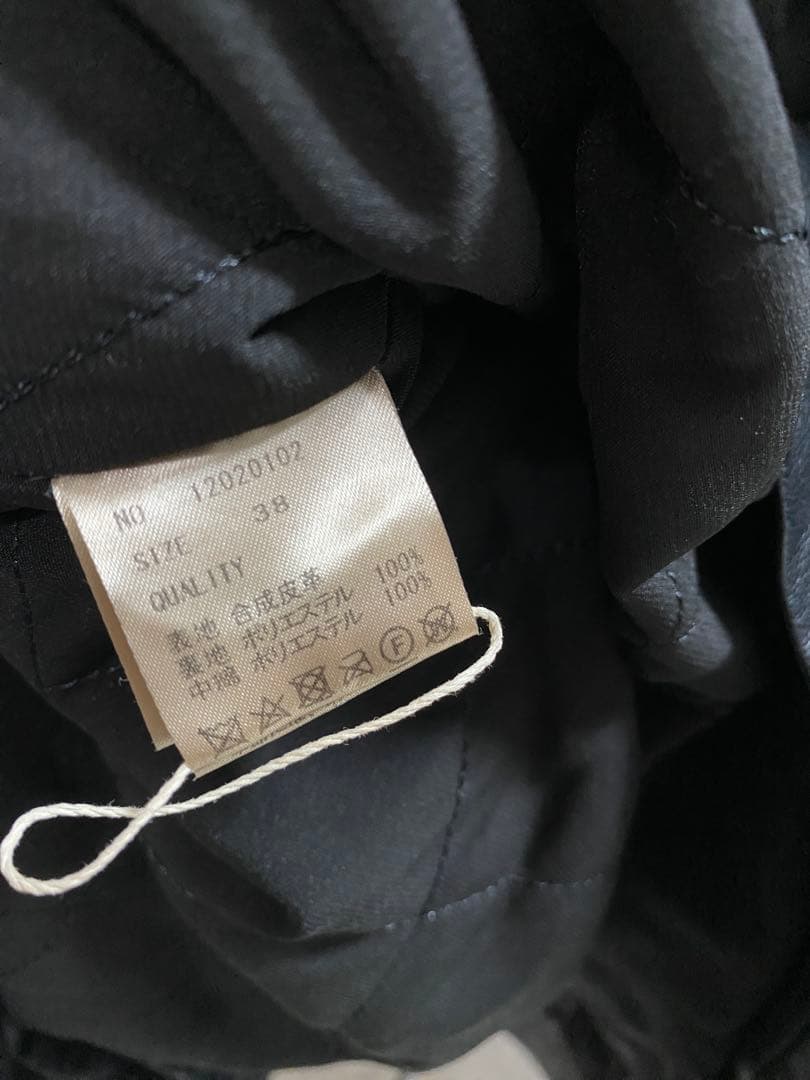 NO 12020102
SIZE 38
QUALITY
表地 合成皮革
裏地 ポリエステル 100%
中綿 ポリエステル 100%
F